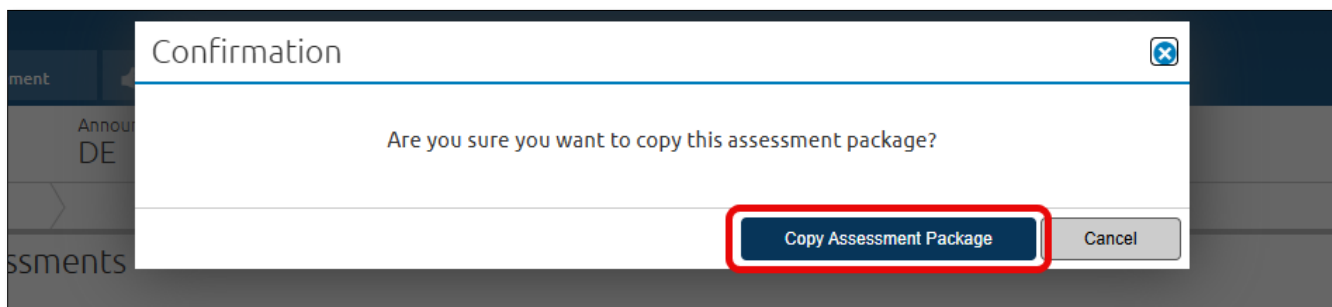 Confirmation
ment
Announ
DE
Are you sure you want to copy this assessment package?
Copy Assessment Package
Cancel
ssments